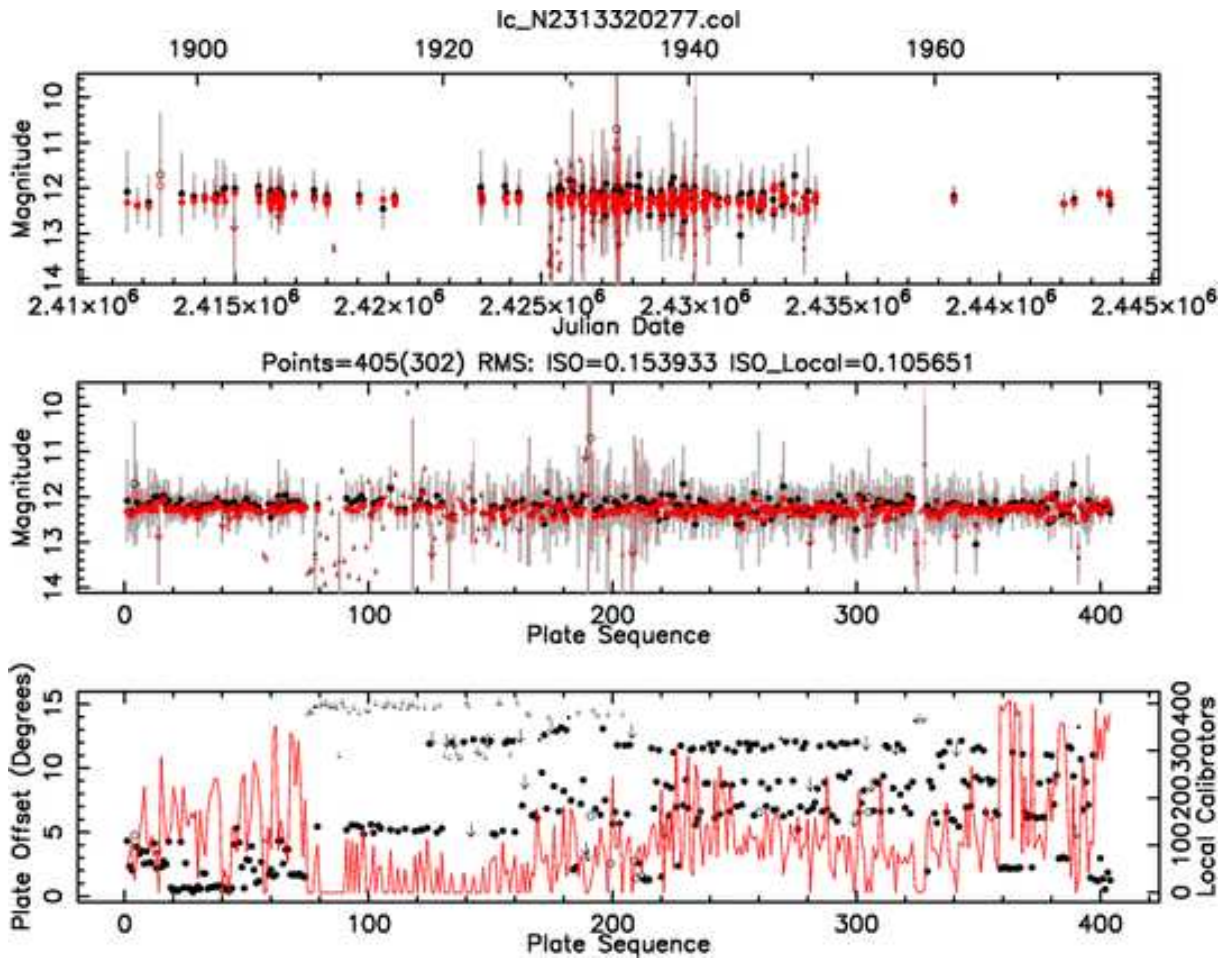 lc_N2313320277.col
1900 1920 1940 1960
Magnitude
10
11
12
13
14
2.41×10⁶ 2.415×10⁶ 2.42×10⁶ 2.425×10⁶ 2.43×10⁶ 2.435×10⁶ 2.44×10⁶ 2.445×10⁶
Julian Date
Points=405(302) RMS: ISO=0.153933 ISO_Local=0.105651
Magnitude
10
11
12
13
14
0 100 200 300 400
Plate Sequence
Plate Offset (Degrees)
15
10
5
0
0 100 200 300 400
Local Calibrators
0 100 200 300 400
Plate Sequence